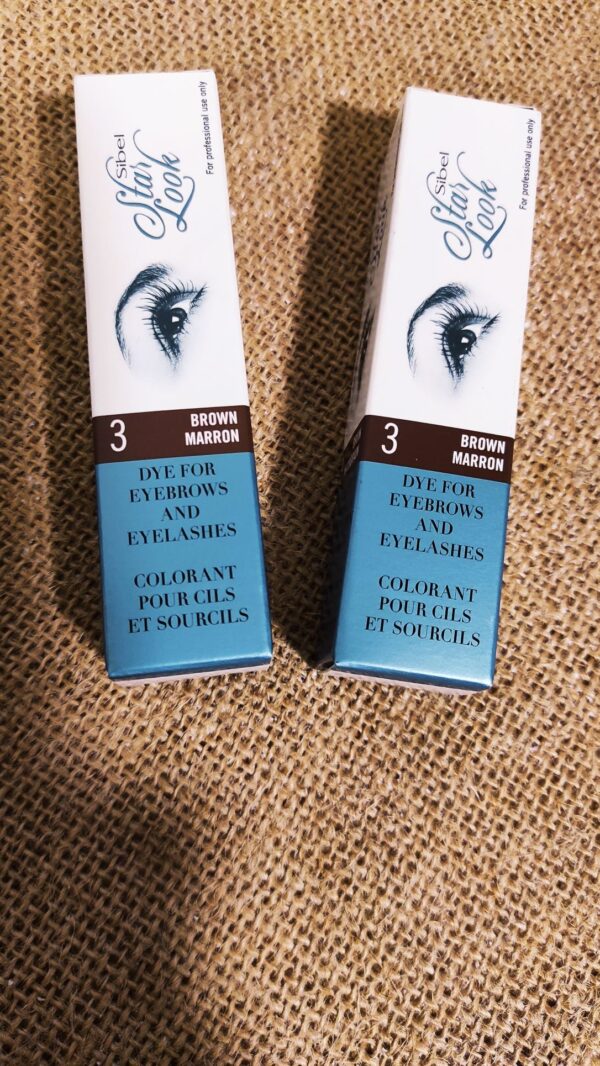 Sibel
Star
Look
For professional use only
3
BROWN
MARRON
DYE FOR
EYEBROWS
AND
EYELASHES
COLORANT
POUR CILS
ET SOURCILS
Sibel
Star
Look
For professional use only
3
BROWN
MARRON
DYE FOR
EYEBROWS
AND
EYELASHES
COLORANT
POUR CILS
ET SOURCILS